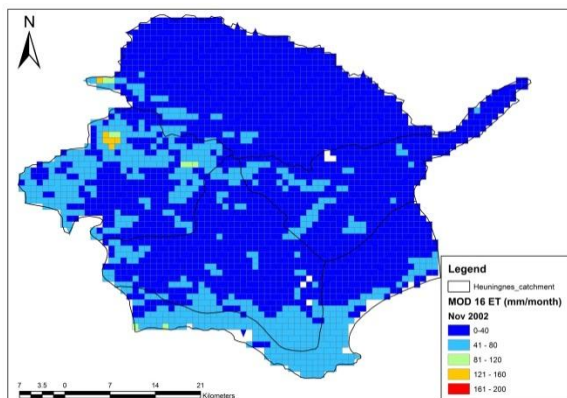 N
Legend
Heuningnes_catchment
MOD 16 ET (mm/month)
Nov 2002
0-40
41 - 80
81 - 120
121 - 160
161 - 200
7 3.5 0 7 14 21
Kilometers